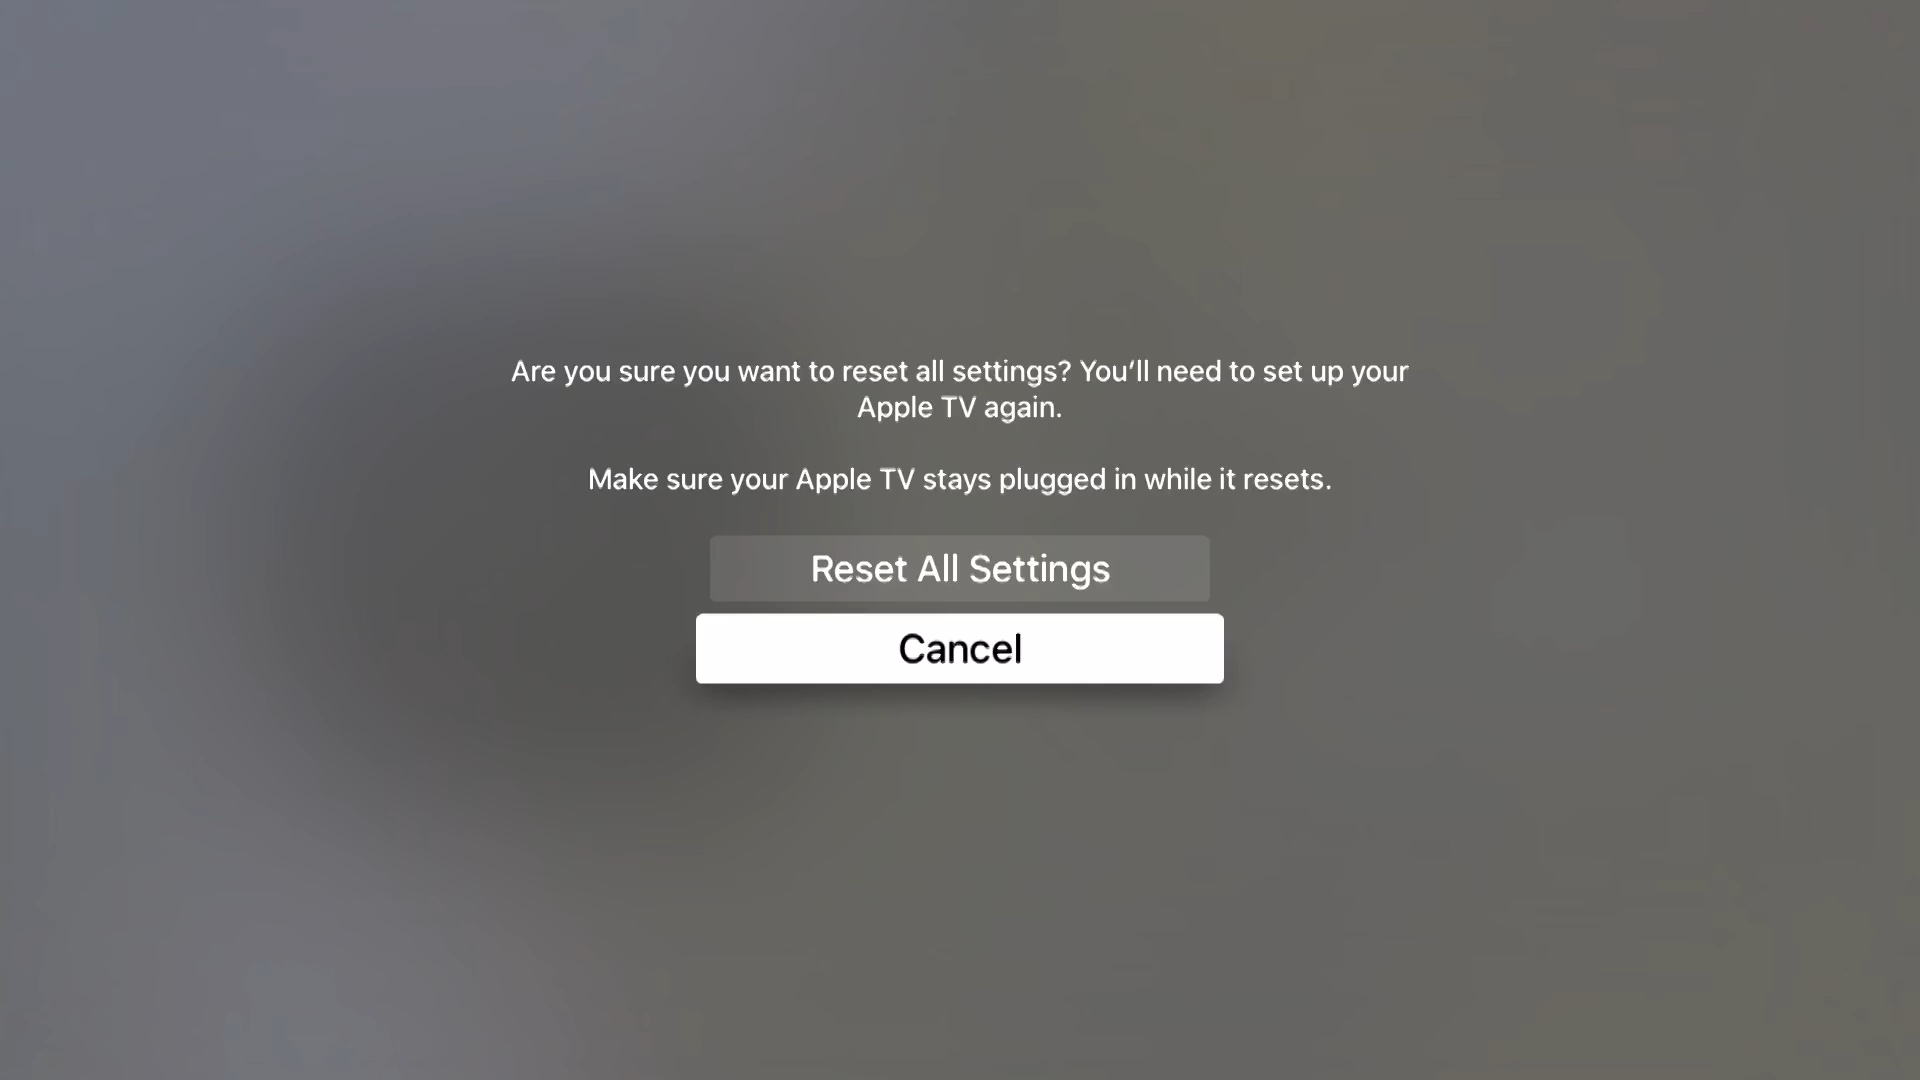 Are you sure you want to reset all settings? You’ll need to set up your
Apple TV again.
Make sure your Apple TV stays plugged in while it resets.
Reset All Settings
Cancel